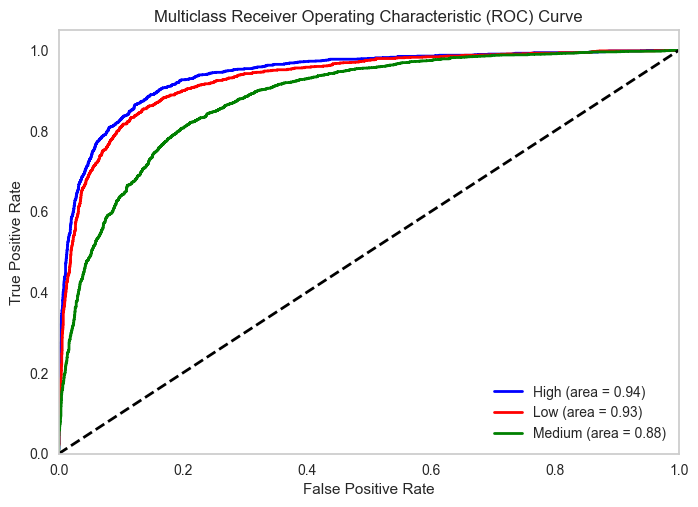 Multiclass Receiver Operating Characteristic (ROC) Curve
1.0
0.8
0.6
0.4
0.2
0.0
True Positive Rate
High (area = 0.94)
Low (area = 0.93)
Medium (area = 0.88)
0.0 0.2 0.4 0.6 0.8 1.0
False Positive Rate